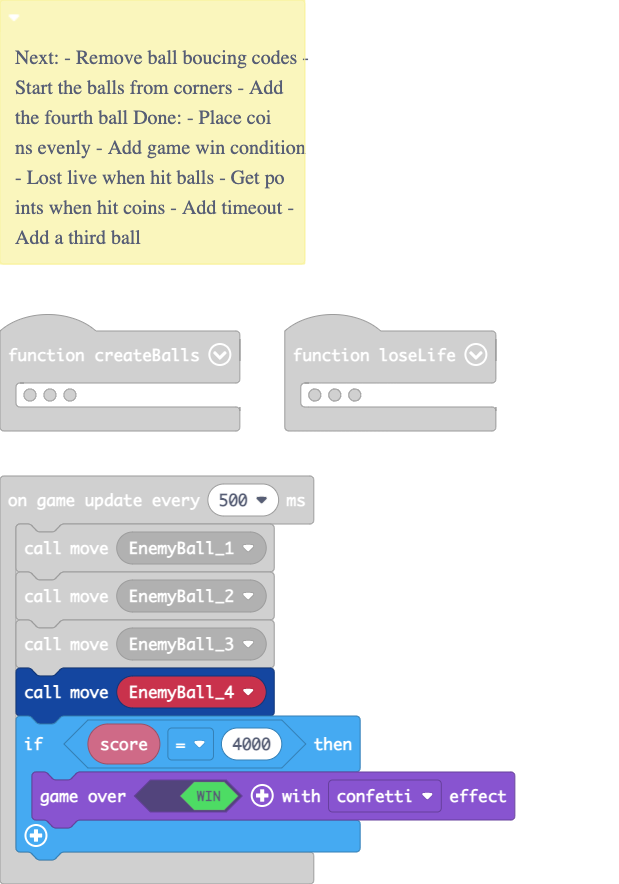 Next: - Remove ball boucing codes -
Start the balls from corners - Add
the fourth ball Done: - Place coi
ns evenly - Add game win condition
- Lost live when hit balls - Get po
ints when hit coins - Add timeout -
Add a third ball
function createBalls
function loseLife
on game update every 500 ms
call move EnemyBall_1
call move EnemyBall_2
call move EnemyBall_3
call move EnemyBall_4
if score = 4000 then
game over WIN with confetti effect